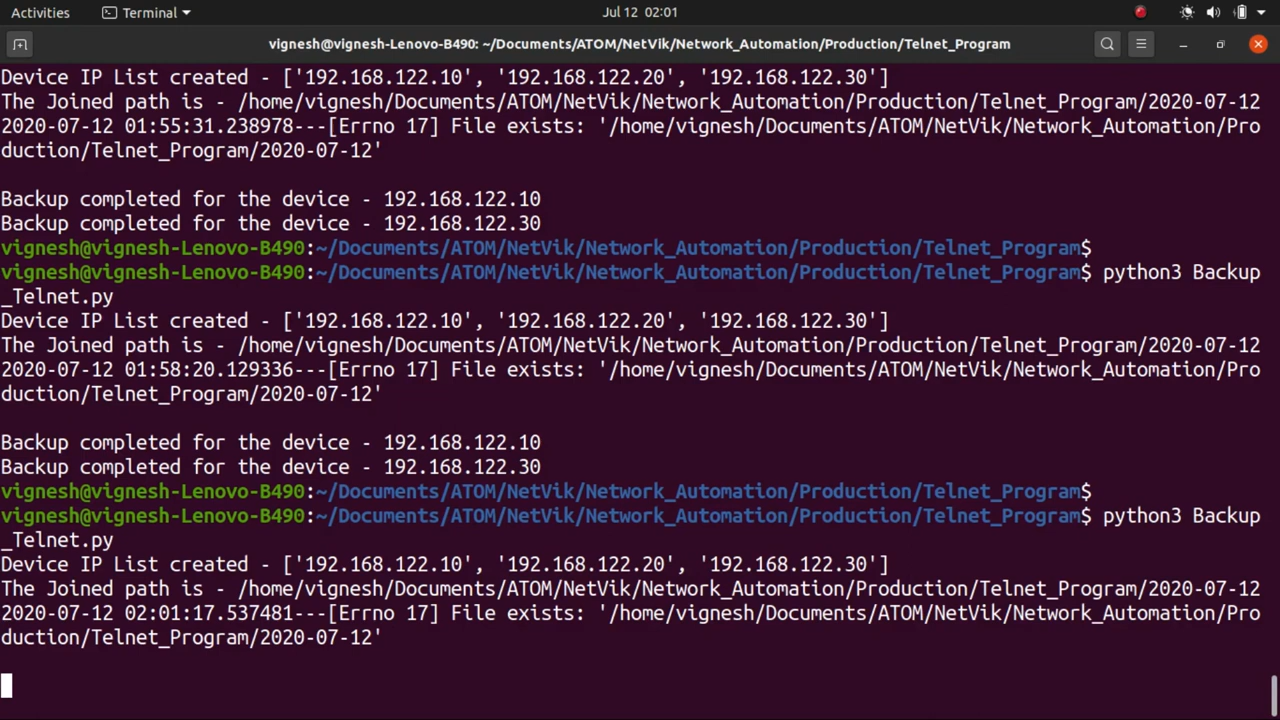 Activities Terminal Jul 12 02:01
vignesh@vignesh-Lenovo-B490: ~/Documents/ATOM/NetVik/Network_Automation/Production/Telnet_Program
Device IP List created - ['192.168.122.10', '192.168.122.20', '192.168.122.30']
The Joined path is - /home/vignesh/Documents/ATOM/NetVik/Network_Automation/Production/Telnet_Program/2020-07-12
2020-07-12 01:55:31.238978---[Errno 17] File exists: '/home/vignesh/Documents/ATOM/NetVik/Network_Automation/Pro
duction/Telnet_Program/2020-07-12'
Backup completed for the device - 192.168.122.10
Backup completed for the device - 192.168.122.30
vignesh@vignesh-Lenovo-B490:~/Documents/ATOM/NetVik/Network_Automation/Production/Telnet_Program$
vignesh@vignesh-Lenovo-B490:~/Documents/ATOM/NetVik/Network_Automation/Production/Telnet_Program$ python3 Backup
_Telnet.py
Device IP List created - ['192.168.122.10', '192.168.122.20', '192.168.122.30']
The Joined path is - /home/vignesh/Documents/ATOM/NetVik/Network_Automation/Production/Telnet_Program/2020-07-12
2020-07-12 01:58:20.129336---[Errno 17] File exists: '/home/vignesh/Documents/ATOM/NetVik/Network_Automation/Pro
duction/Telnet_Program/2020-07-12'
Backup completed for the device - 192.168.122.10
Backup completed for the device - 192.168.122.30
vignesh@vignesh-Lenovo-B490:~/Documents/ATOM/NetVik/Network_Automation/Production/Telnet_Program$
vignesh@vignesh-Lenovo-B490:~/Documents/ATOM/NetVik/Network_Automation/Production/Telnet_Program$ python3 Backup
_Telnet.py
Device IP List created - ['192.168.122.10', '192.168.122.20', '192.168.122.30']
The Joined path is - /home/vignesh/Documents/ATOM/NetVik/Network_Automation/Production/Telnet_Program/2020-07-12
2020-07-12 02:01:17.537481---[Errno 17] File exists: '/home/vignesh/Documents/ATOM/NetVik/Network_Automation/Pro
duction/Telnet_Program/2020-07-12'